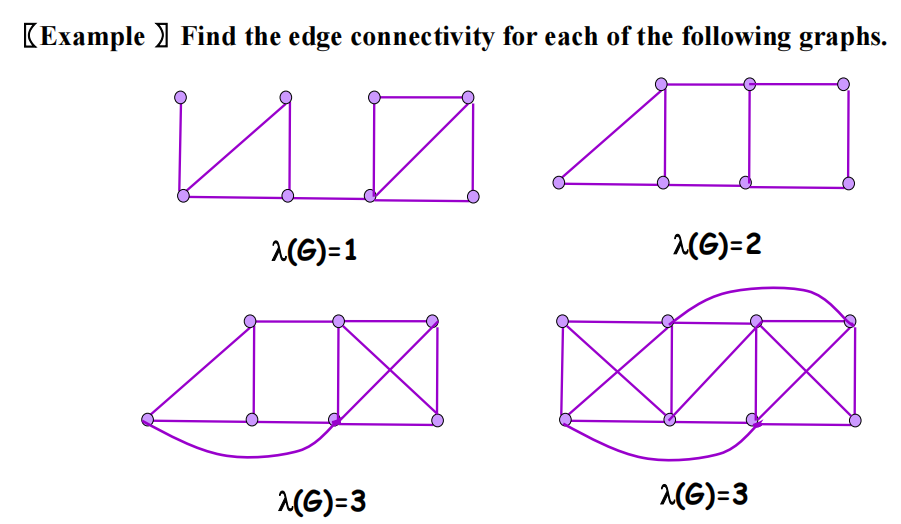 〖Example 〗 Find the edge connectivity for each of the following graphs.
λ(G)=1
λ(G)=2
λ(G)=3
λ(G)=3